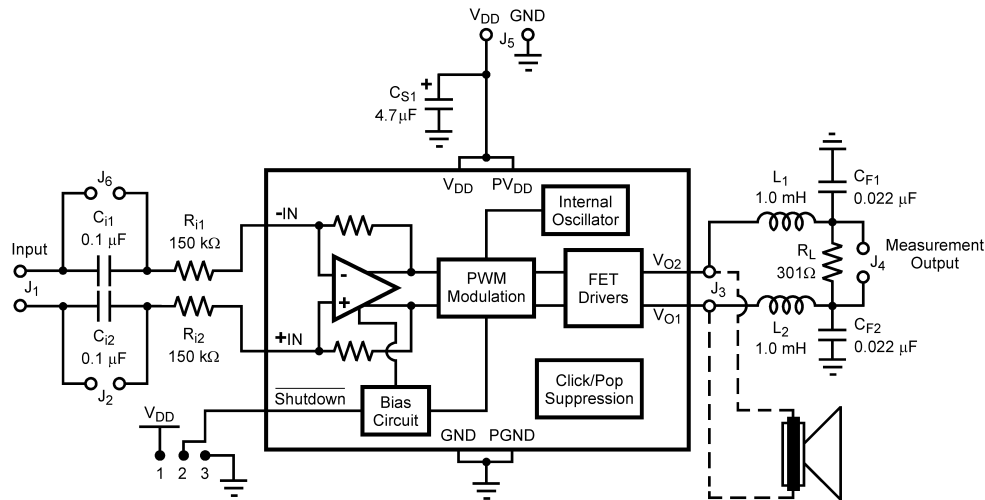 V_DD GND
J_5
C_S1
4.7 μF
+
V_DD PV_DD
J_6
C_i1
0.1 μF
R_i1
150 kΩ
Input
J_1
C_i2
0.1 μF
R_i2
150 kΩ
J_2
-IN
+IN
-
+
Internal
Oscillator
PWM
Modulation
FET
Drivers
V_O2
V_O1
J_3
Click/Pop
Suppression
Shutdown
Bias
Circuit
GND PGND
V_DD
1 2 3
L_1
1.0 mH
C_F1
0.022 μF
R_L
301Ω
J_4
Measurement
Output
L_2
1.0 mH
C_F2
0.022 μF